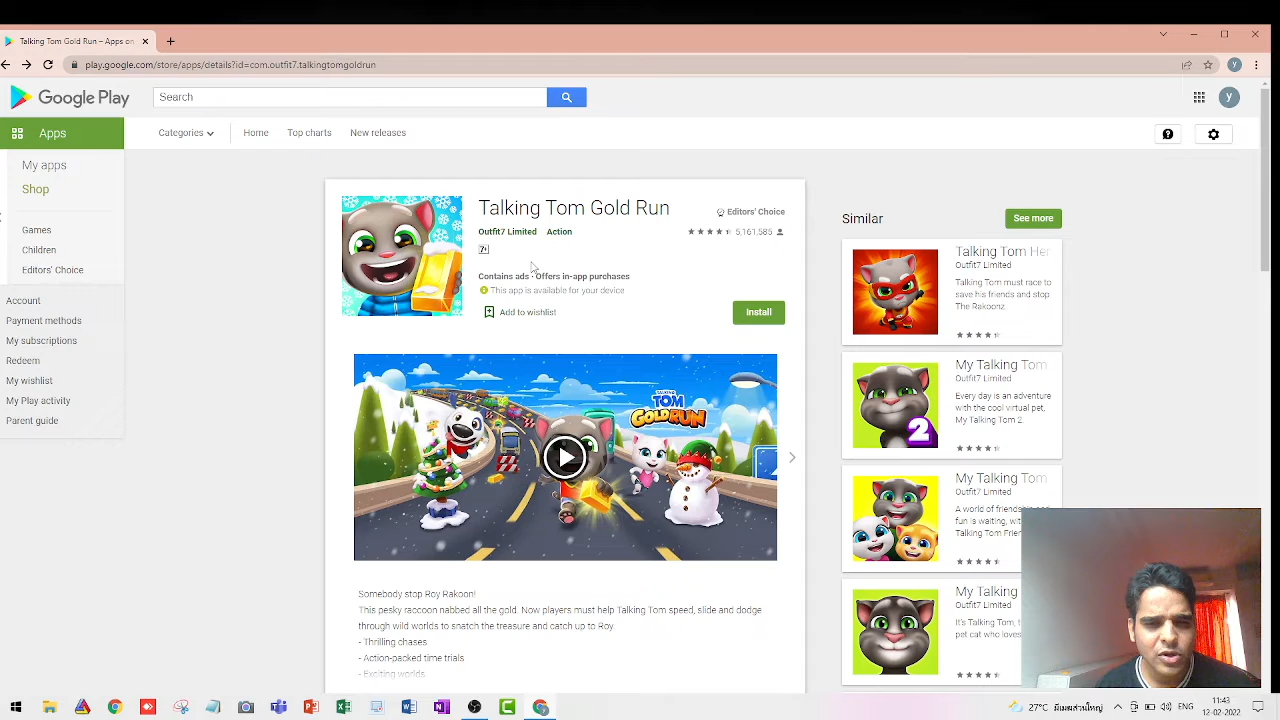 Talking Tom Gold Run – Apps on
play.google.com/store/apps/details?id=com.outfit7.talkingtomgoldrun
y
Google Play
Search
y
Apps
Categories
Home
Top charts
New releases
My apps
Shop
Games
Children
Editors' Choice
Account
Payment methods
My subscriptions
Redeem
My wishlist
My Play activity
Parent guide
Talking Tom Gold Run
Editors' Choice
Outfit7 Limited Action
5,161,585
7+
Contains ads · Offers in-app purchases
This app is available for your device
Add to wishlist
Install
TALKING
TOM
GOLD RUN
Somebody stop Roy Rakoon!
This pesky raccoon nabbed all the gold. Now players must help Talking Tom speed, slide and dodge
through wild worlds to snatch the treasure and catch up to Roy.
- Thrilling chases
- Action-packed time trials
- Exciting worlds
Similar
See more
Talking Tom Her
Outfit7 Limited
Talking Tom must race to
save his friends and stop
The Rakoonz.
My Talking Tom
Outfit7 Limited
Every day is an adventure
with the cool virtual pet,
My Talking Tom 2.
2
My Talking Tom
Outfit7 Limited
A world of friends
fun is waiting, wit
Talking Tom Frien
My Talking
Outfit7 Limited
It's Talking Tom, t
pet cat who loves
27°C
11:43
12-02-2022